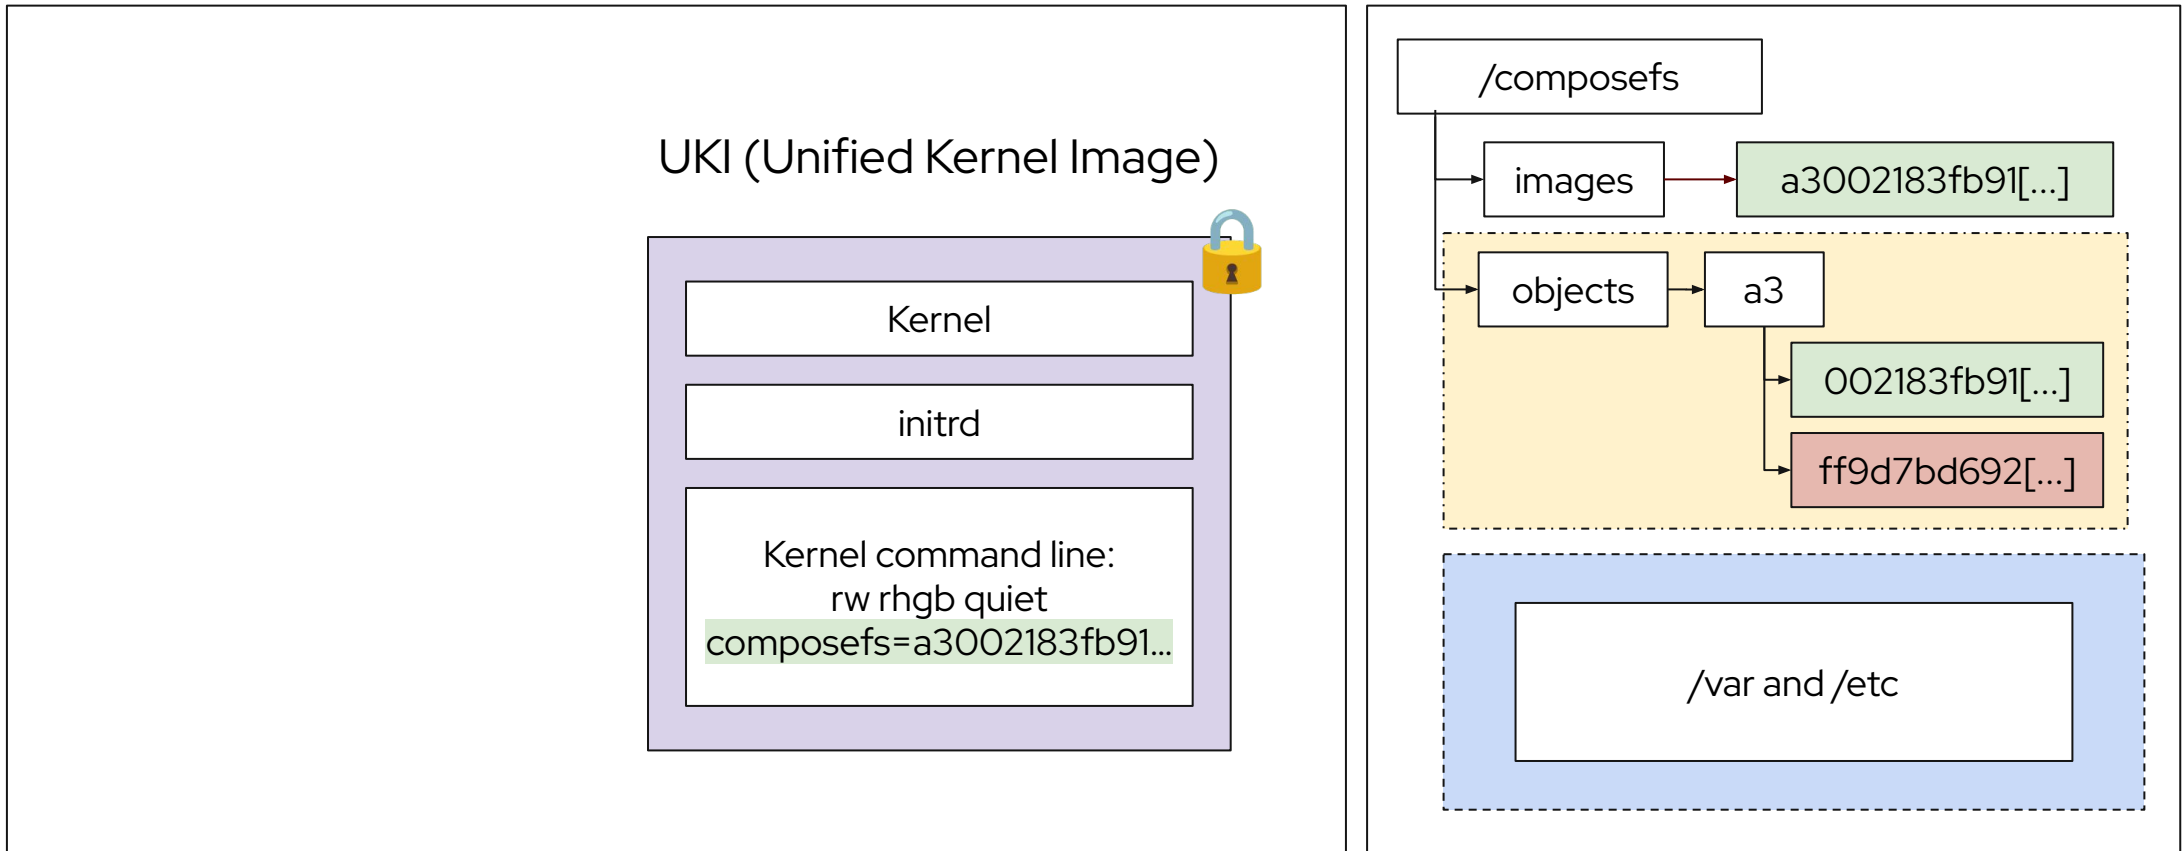 UKI (Unified Kernel Image)
Kernel
initrd
Kernel command line:
rw rhgb quiet
composefs=a3002183fb91...
/composefs
images
a3002183fb91[...]
objects
a3
002183fb91[...]
ff9d7bd692[...]
/var and /etc